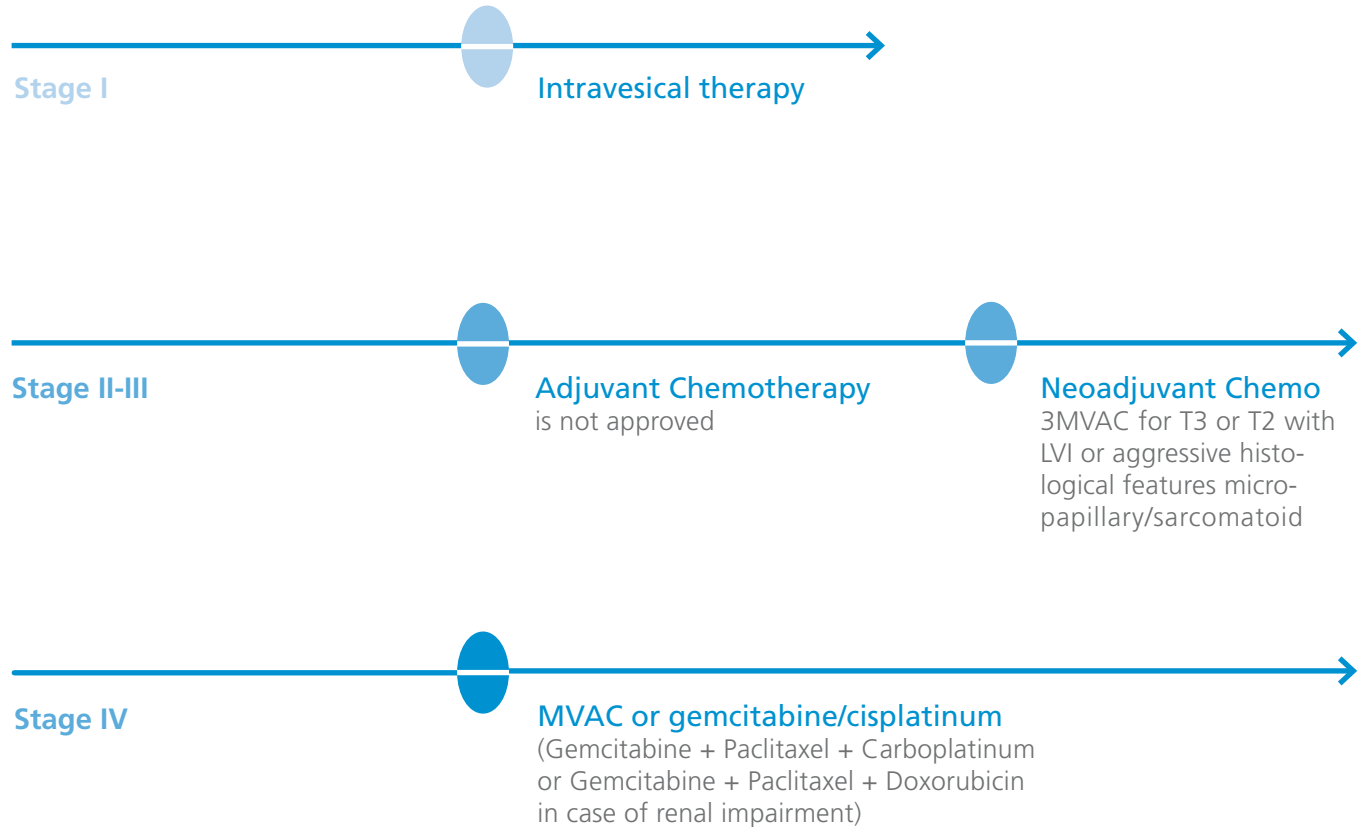 Stage I
Intravesical therapy
Stage II-III
Adjuvant Chemotherapy
is not approved
Neoadjuvant Chemo
3MVAC for T3 or T2 with
LVI or aggressive histo-
logical features micro-
papillary/sarcomatoid
Stage IV
MVAC or gemcitabine/cisplatinum
(Gemcitabine + Paclitaxel + Carboplatinum
or Gemcitabine + Paclitaxel + Doxorubicin
in case of renal impairment)